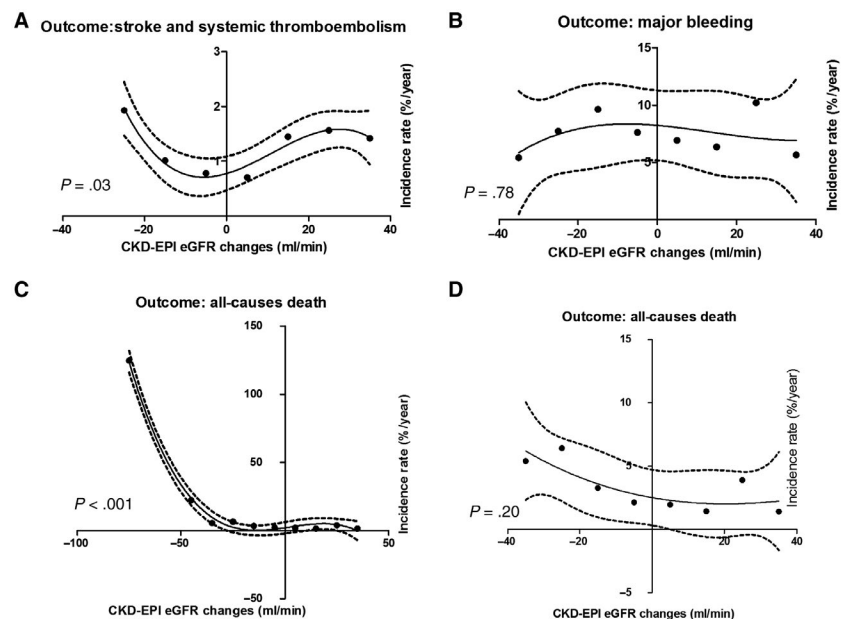 A
Outcome:stroke and systemic thromboembolism
3
2
1
Incidence rate (%/year)
P = .03
−40
−20
0
20
40
CKD-EPI eGFR changes (ml/min)
B
Outcome: major bleeding
15
10
5
Incidence rate (%/year)
P = .78
−40
−20
0
20
40
CKD-EPI eGFR changes (ml/min)
C
Outcome: all-causes death
150
100
50
Incidence rate (%/year)
P < .001
−100
−50
0
50
−50
CKD-EPI eGFR changes (ml/min)
D
Outcome: all-causes death
15
10
5
Incidence rate (%/year)
P = .20
−40
−20
0
20
40
−5
CKD-EPI eGFR changes (ml/min)